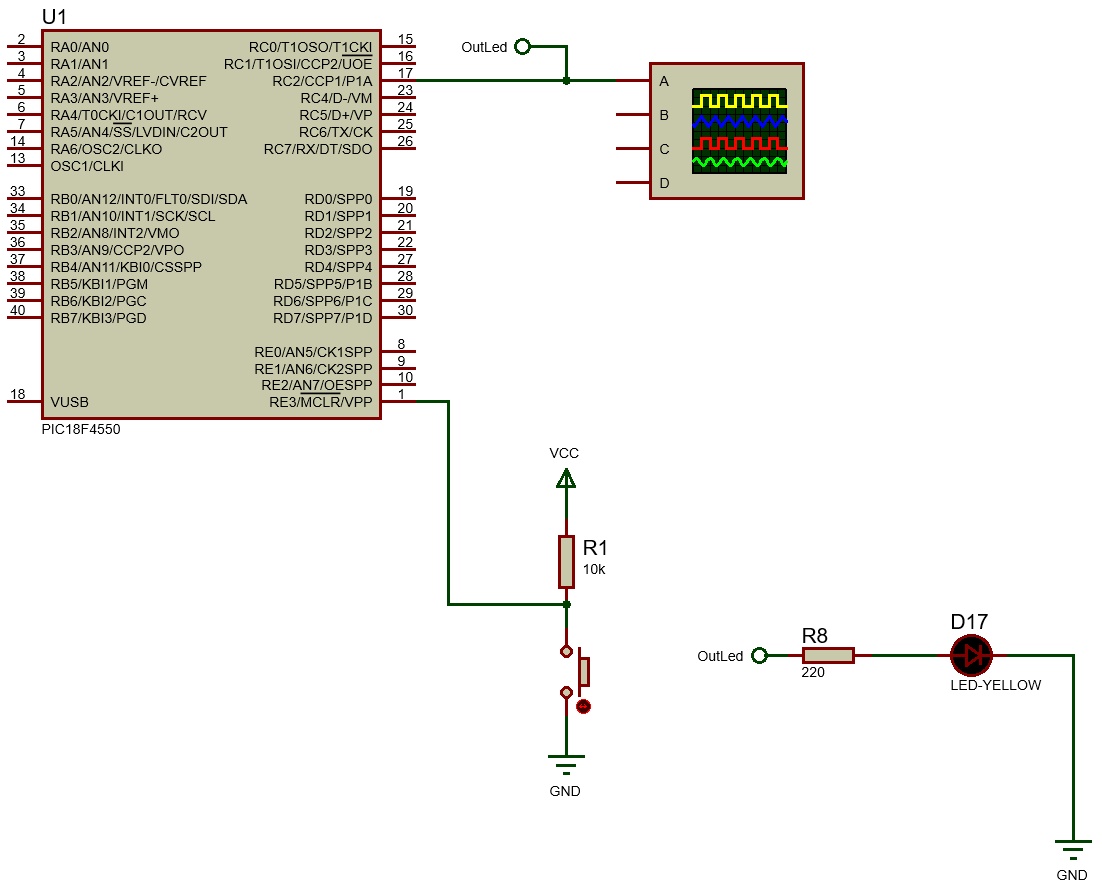 U1
2 RA0/AN0 RC0/T1OSO/T1CKI 15
3 RA1/AN1 RC1/T1OSI/CCP2/UOE 16
4 RA2/AN2/VREF-/CVREF RC2/CCP1/P1A 17
5 RA3/AN3/VREF+ RC4/D-/VM 23
6 RA4/T0CKI/C1OUT/RCV RC5/D+/VP 24
7 RA5/AN4/SS/LVDIN/C2OUT RC6/TX/CK 25
14 RA6/OSC2/CLKO RC7/RX/DT/SDO 26
13 OSC1/CLKI
33 RB0/AN12/INT0/FLT0/SDI/SDA RD0/SPP0 19
34 RB1/AN10/INT1/SCK/SCL RD1/SPP1 20
35 RB2/AN8/INT2/VMO RD2/SPP2 21
36 RB3/AN9/CCP2/VPO RD3/SPP3 22
37 RB4/AN11/KBI0/CSSPP RD4/SPP4 27
38 RB5/KBI1/PGM RD5/SPP5/P1B 28
39 RB6/KBI2/PGC RD6/SPP6/P1C 29
40 RB7/KBI3/PGD RD7/SPP7/P1D 30
RE0/AN5/CK1SPP 8
RE1/AN6/CK2SPP 9
RE2/AN7/OESPP 10
18 VUSB RE3/MCLR/VPP 1
PIC18F4550
OutLed
A
B
C
D
VCC
R1
10k
GND
OutLed
R8
220
D17
LED-YELLOW
GND